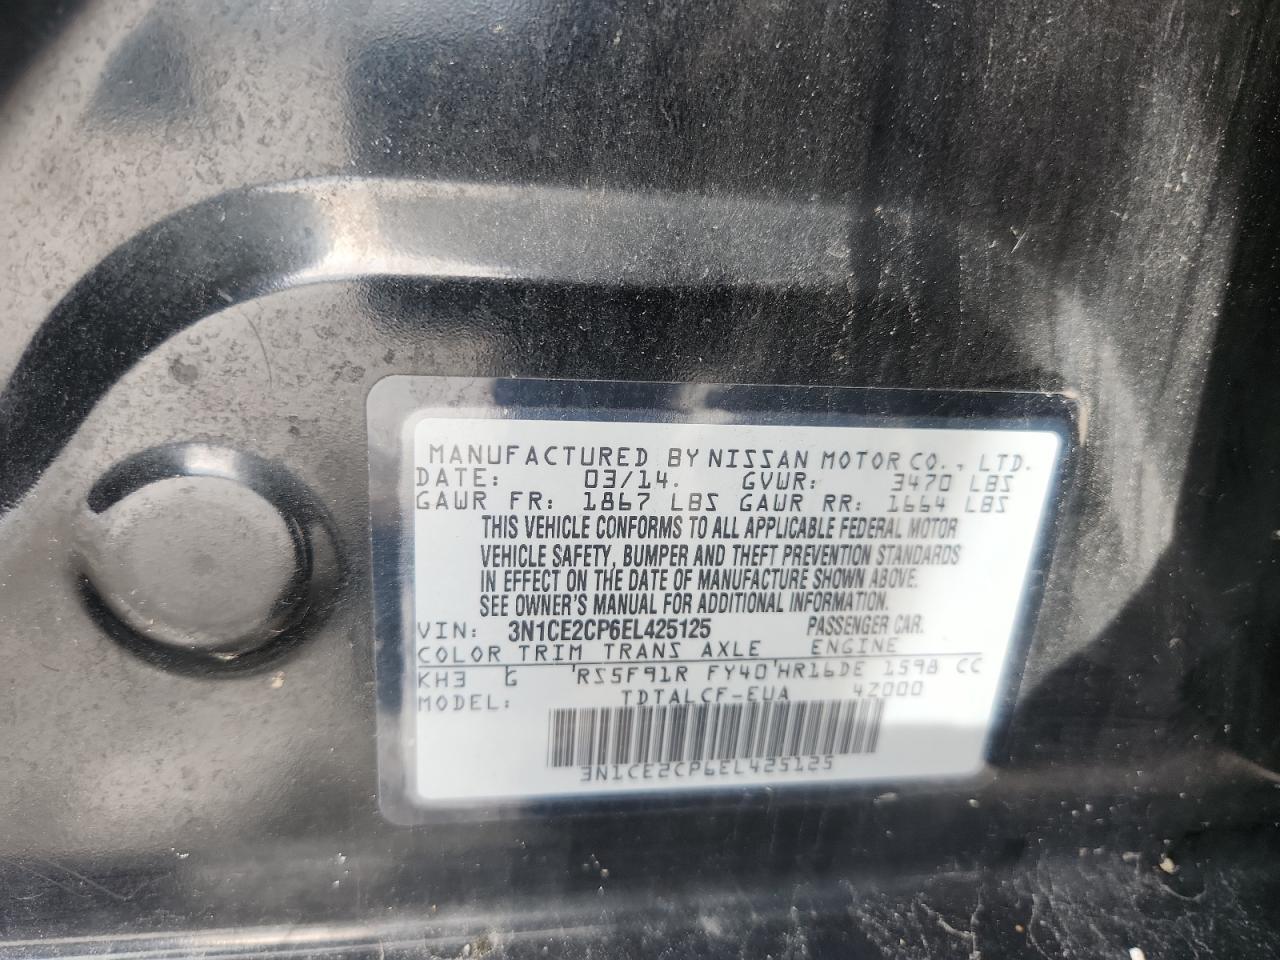 MANUFACTURED BY NISSAN MOTOR CO., LTD.
DATE: 03/14. GVWR: 3470 LBS
GAWR FR: 1867 LBS GAWR RR: 1664 LBS
THIS VEHICLE CONFORMS TO ALL APPLICABLE FEDERAL MOTOR
VEHICLE SAFETY, BUMPER AND THEFT PREVENTION STANDARDS
IN EFFECT ON THE DATE OF MANUFACTURE SHOWN ABOVE.
SEE OWNER'S MANUAL FOR ADDITIONAL INFORMATION.
VIN: 3N1CE2CP6EL425125 PASSENGER CAR.
COLOR TRIM TRANS AXLE ENGINE
KH3 G 'RS5F91R FY40'HR16DE 1598 CC
MODEL: TDTALCF-EUA 4Z000
3N1CE2CP6EL425125